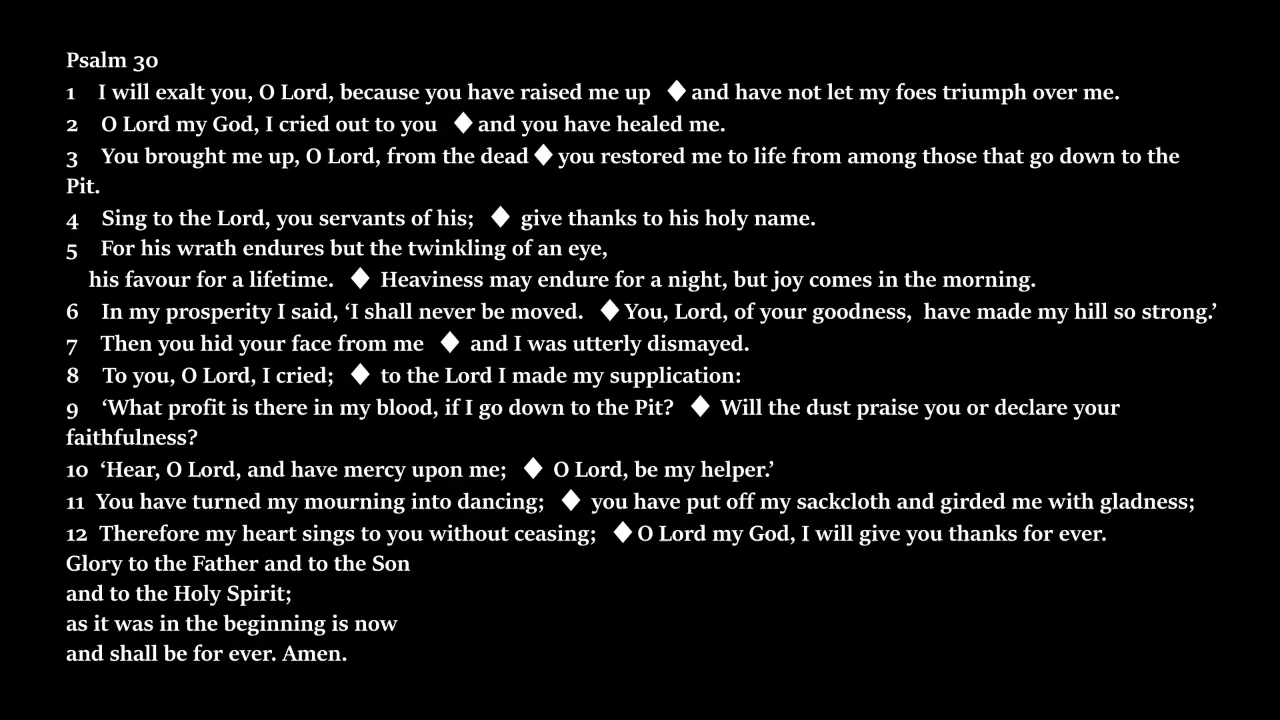 Psalm 30
1 I will exalt you, O Lord, because you have raised me up ♦ and have not let my foes triumph over me.
2 O Lord my God, I cried out to you ♦ and you have healed me.
3 You brought me up, O Lord, from the dead ♦ you restored me to life from among those that go down to the
Pit.
4 Sing to the Lord, you servants of his; ♦ give thanks to his holy name.
5 For his wrath endures but the twinkling of an eye,
his favour for a lifetime. ♦ Heaviness may endure for a night, but joy comes in the morning.
6 In my prosperity I said, ‘I shall never be moved. ♦ You, Lord, of your goodness, have made my hill so strong.’
7 Then you hid your face from me ♦ and I was utterly dismayed.
8 To you, O Lord, I cried; ♦ to the Lord I made my supplication:
9 ‘What profit is there in my blood, if I go down to the Pit? ♦ Will the dust praise you or declare your
faithfulness?
10 ‘Hear, O Lord, and have mercy upon me; ♦ O Lord, be my helper.’
11 You have turned my mourning into dancing; ♦ you have put off my sackcloth and girded me with gladness;
12 Therefore my heart sings to you without ceasing; ♦ O Lord my God, I will give you thanks for ever.
Glory to the Father and to the Son
and to the Holy Spirit;
as it was in the beginning is now
and shall be for ever. Amen.